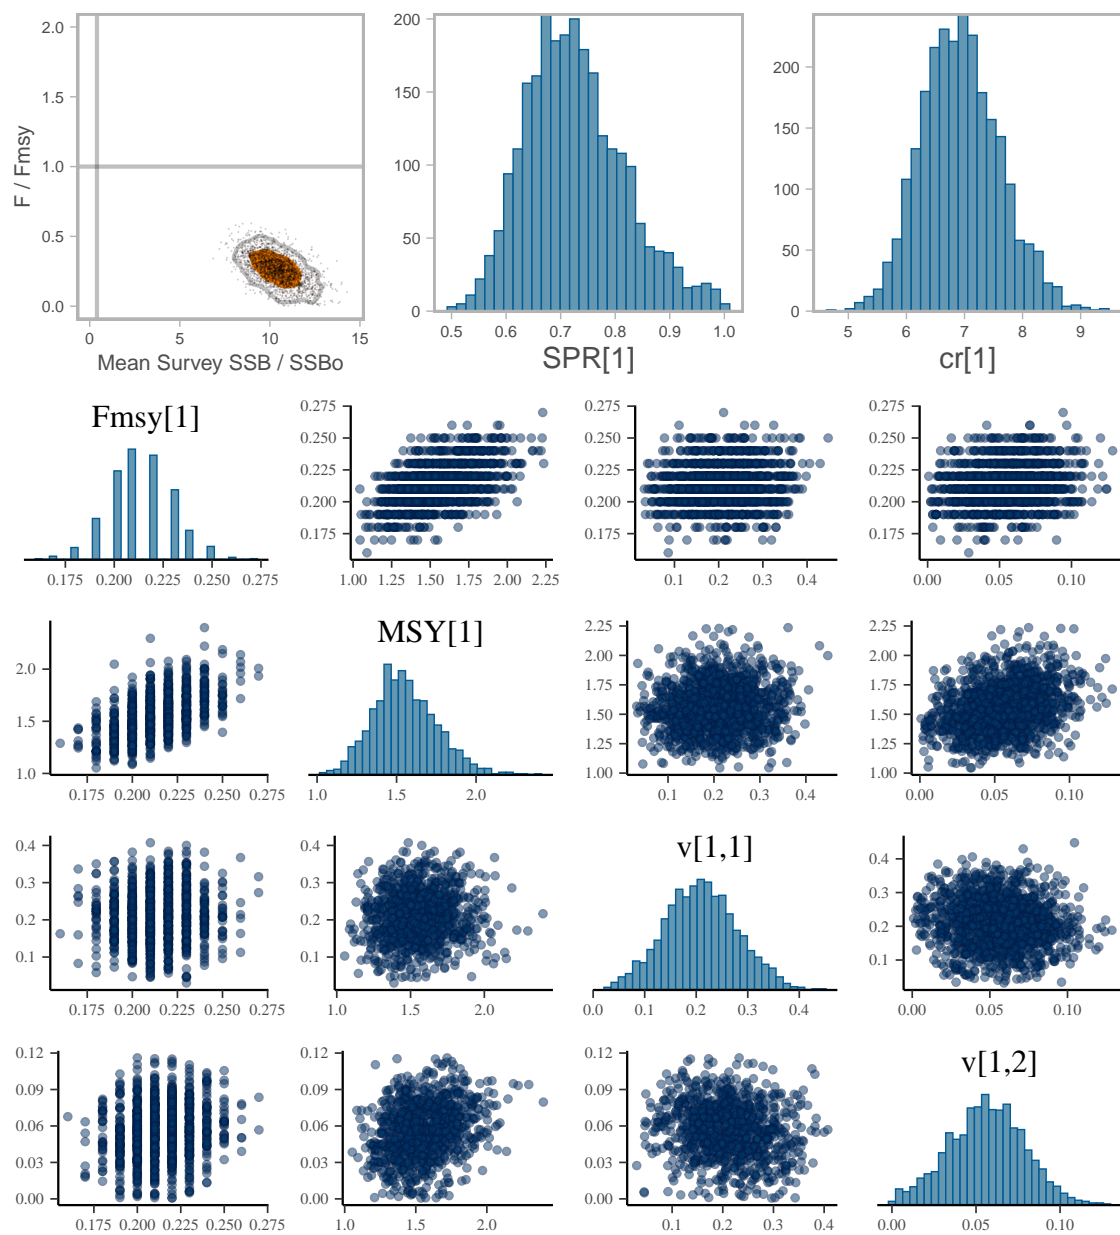 2.0
1.5
1.0
0.5
0.0
F / Fmsy
0 5 10 15
Mean Survey SSB / SSBo
200
150
100
50
0
0.5 0.6 0.7 0.8 0.9 1.0
SPR[1]
200
150
100
50
0
5 6 7 8 9
cr[1]
Fmsy[1]
0.175 0.200 0.225 0.250 0.275
0.275
0.250
0.225
0.200
0.175
1.00 1.25 1.50 1.75 2.00 2.25
0.275
0.250
0.225
0.200
0.175
0.1 0.2 0.3 0.4
0.275
0.250
0.225
0.200
0.175
0.00 0.05 0.10
2.0
1.5
1.0
0.175 0.200 0.225 0.250 0.275
MSY[1]
1.0 1.5 2.0
2.25
2.00
1.75
1.50
1.25
1.00
0.1 0.2 0.3 0.4
2.25
2.00
1.75
1.50
1.25
1.00
0.00 0.05 0.10
0.4
0.3
0.2
0.1
0.175 0.200 0.225 0.250 0.275
0.4
0.3
0.2
0.1
1.0 1.5 2.0
v[1,1]
0.0 0.1 0.2 0.3 0.4
0.4
0.3
0.2
0.1
0.00 0.05 0.10
0.12
0.09
0.06
0.03
0.00
0.175 0.200 0.225 0.250 0.275
0.12
0.09
0.06
0.03
0.00
1.0 1.5 2.0
0.12
0.09
0.06
0.03
0.00
0.1 0.2 0.3 0.4
v[1,2]
0.00 0.05 0.10